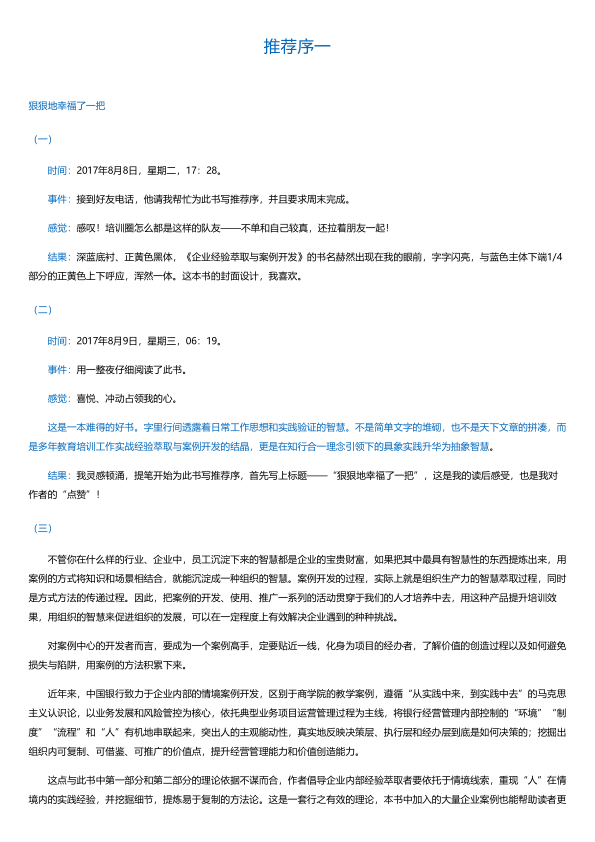 推荐序一
狠狠地幸福了一把
（一）
时间：2017年8月8日，星期二，17：28。
事件：接到好友电话，他请我帮忙为此书写推荐序，并且要求周末完成。
感觉：感叹！培训圈怎么都是这样的队友——不单和自己较真，还拉着朋友一起！
结果：深蓝底衬、正黄色黑体，《企业经验萃取与案例开发》的书名赫然出现在我的眼前，字字闪亮，与蓝色主体下端1/4
部分的正黄色上下呼应，浑然一体。这本书的封面设计，我喜欢。
（二）
时间：2017年8月9日，星期三，06：19。
事件：用一整夜仔细阅读了此书。
感觉：喜悦、冲动占领我的心。
这是一本难得的好书。字里行间透露着日常工作思想和实践验证的智慧。不是简单文字的堆砌，也不是天下文章的拼凑，而
是多年教育培训工作实战经验萃取与案例开发的结晶，更是在知行合一理念引领下的具象实践升华为抽象智慧。
结果：我灵感顿涌，提笔开始为此书写推荐序，首先写上标题——“狠狠地幸福了一把”，这是我的读后感受，也是我对
作者的“点赞”！
（三）
不管你在什么样的行业、企业中，员工沉淀下来的智慧都是企业的宝贵财富，如果把其中最具有智慧性的东西提炼出来，用
案例的方式将知识和场景相结合，就能沉淀成一种组织的智慧。案例开发的过程，实际上就是组织生产力的智慧萃取过程，同时
是方式方法的传递过程。因此，把案例的开发、使用、推广一系列的活动贯穿于我们的人才培养中去，用这种产品提升培训效
果，用组织的智慧来促进组织的发展，可以在一定程度上有效解决企业遇到的种种挑战。
对案例中心的开发者而言，要成为一个案例高手，定要贴近一线，化身为项目的经办者，了解价值的创造过程以及如何避免
损失与陷阱，用案例的方法积累下来。
近年来，中国银行致力于企业内部的情境案例开发，区别于商学院的教学案例，遵循“从实践中来，到实践中去”的马克思
主义认识论，以业务发展和风险管控为核心，依托典型业务项目运营管理过程为主线，将银行经营管理内部控制的“环境”“制
度”“流程”和“人”有机地串联起来，突出人的主观能动性，真实地反映决策层、执行层和经办层到底是如何决策的；挖掘出
组织内可复制、可借鉴、可推广的价值点，提升经营管理能力和价值创造能力。
这点与此书中第一部分和第二部分的理论依据不谋而合，作者倡导企业内部经验萃取者要依托于情境线索，重现“人”在情
境内的实践经验，并挖掘细节，提炼易于复制的方法论。这是一套行之有效的理论，本书中加入的大量企业案例也能帮助读者更